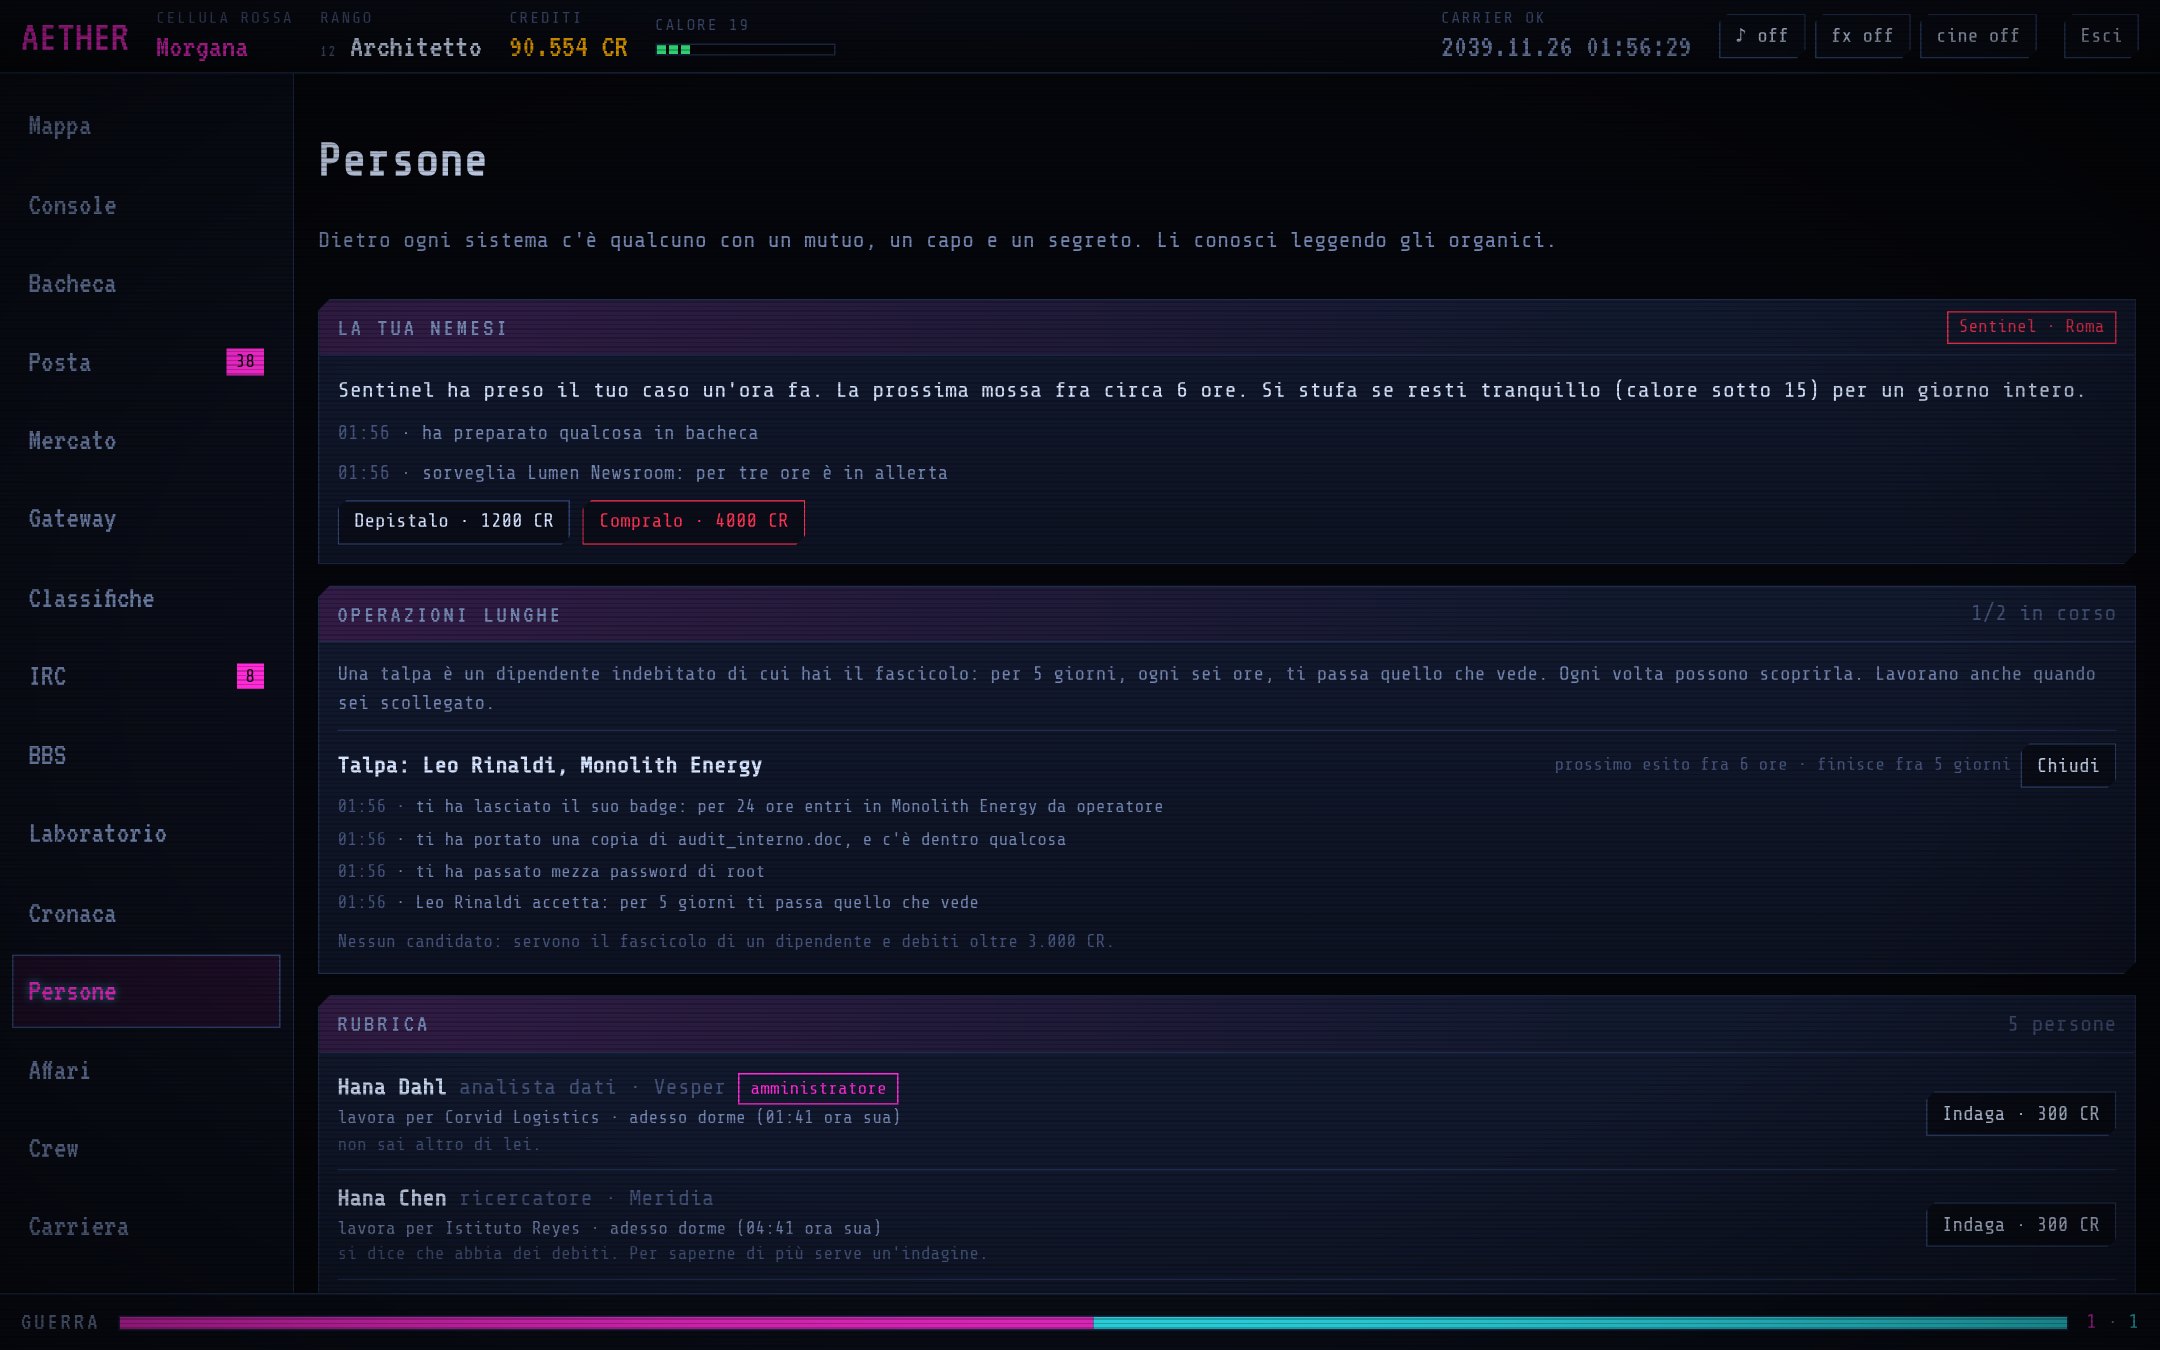 AETHER
CELLULA ROSSA
Morgana
RANGO
12 Architetto
CREDITI
90.554 CR
CALORE 19
CARRIER OK
2039.11.26 01:56:29
♪ off
fx off
cine off
Esci
Mappa
Console
Bacheca
Posta 38
Mercato
Gateway
Classifiche
IRC 8
BBS
Laboratorio
Cronaca
Persone
Affari
Crew
Carriera
Persone
Dietro ogni sistema c'è qualcuno con un mutuo, un capo e un segreto. Li conosci leggendo gli organici.
LA TUA NEMESI
Sentinel · Roma
Sentinel ha preso il tuo caso un'ora fa. La prossima mossa fra circa 6 ore. Si stufa se resti tranquillo (calore sotto 15) per un giorno intero.
01:56 · ha preparato qualcosa in bacheca
01:56 · sorveglia Lumen Newsroom: per tre ore è in allerta
Depistalo · 1200 CR
Compralo · 4000 CR
OPERAZIONI LUNGHE
1/2 in corso
Una talpa è un dipendente indebitato di cui hai il fascicolo: per 5 giorni, ogni sei ore, ti passa quello che vede. Ogni volta possono scoprirla. Lavorano anche quando
sei scollegato.
Talpa: Leo Rinaldi, Monolith Energy
prossimo esito fra 6 ore · finisce fra 5 giorni
Chiudi
01:56 · ti ha lasciato il suo badge: per 24 ore entri in Monolith Energy da operatore
01:56 · ti ha portato una copia di audit_interno.doc, e c'è dentro qualcosa
01:56 · ti ha passato mezza password di root
01:56 · Leo Rinaldi accetta: per 5 giorni ti passa quello che vede
Nessun candidato: servono il fascicolo di un dipendente e debiti oltre 3.000 CR.
RUBRICA
5 persone
Hana Dahl analista dati · Vesper amministratore
lavora per Corvid Logistics · adesso dorme (01:41 ora sua)
non sai altro di lei.
Indaga · 300 CR
Hana Chen ricercatore · Meridia
lavora per Istituto Reyes · adesso dorme (04:41 ora sua)
si dice che abbia dei debiti. Per saperne di più serve un'indagine.
Indaga · 300 CR
GUERRA
1 · 1